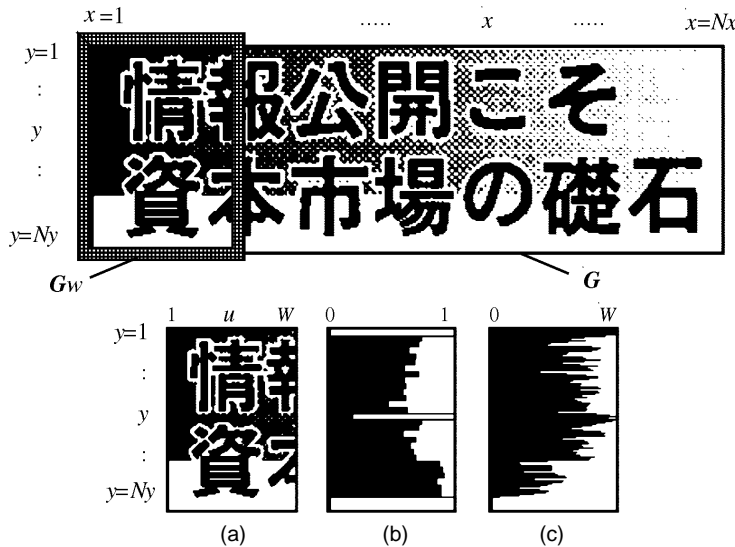 x=1 ..... x ..... x=Nx
y=1
:
y
:
y=Ny
情報公開こそ
資本市場の礎石
Gw
G
1 u W
0 1
0 W
y=1
:
y
:
y=Ny
情報
資本
(a)
(b)
(c)